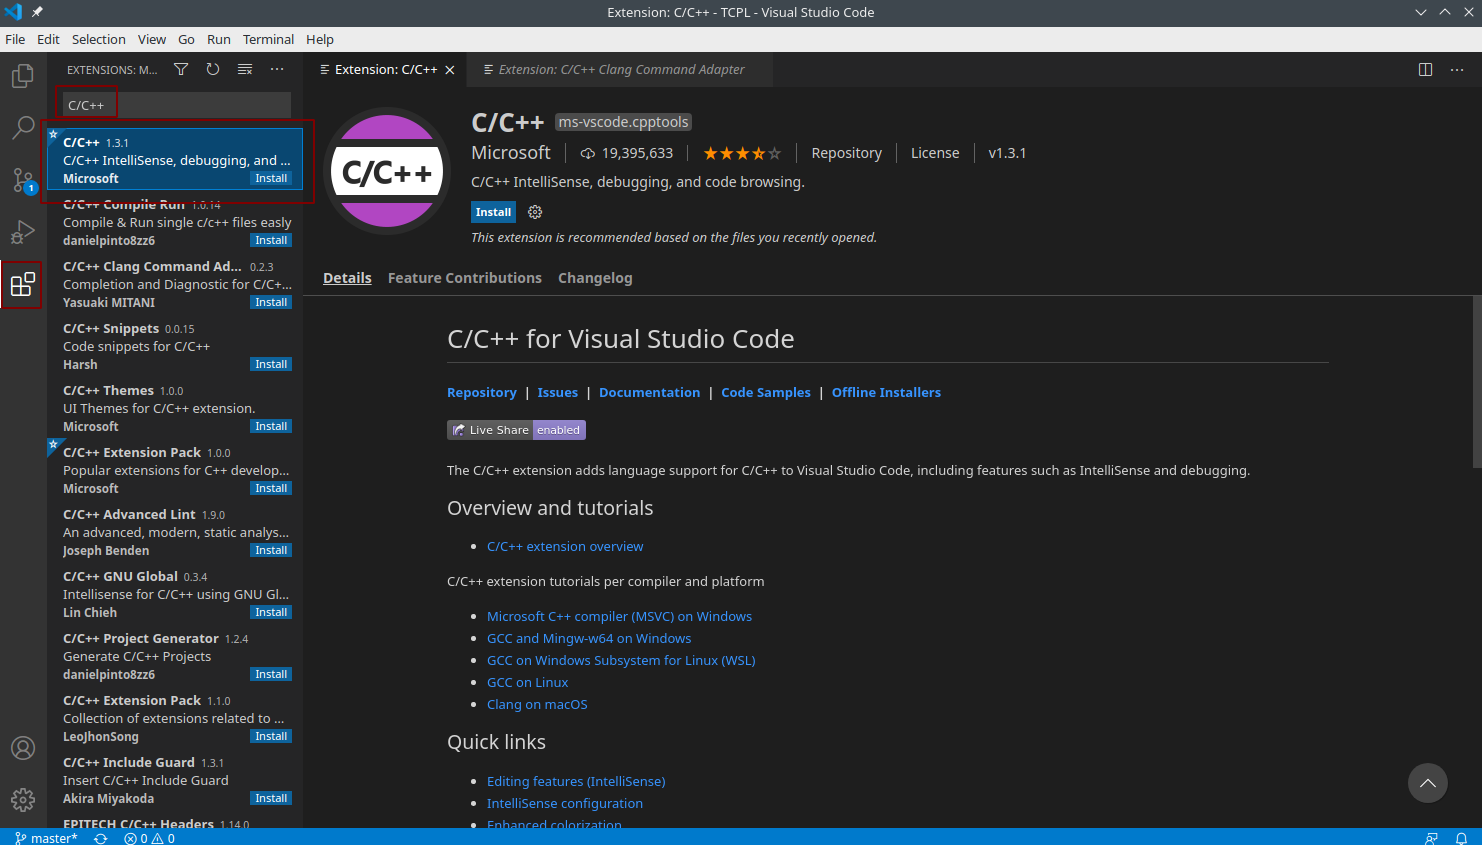 Extension: C/C++ - TCPL - Visual Studio Code
File Edit Selection View Go Run Terminal Help
EXTENSIONS: M...
C/C++
C/C++ 1.3.1
C/C++ IntelliSense, debugging, and ...
Microsoft Install
C/C++ Compile Run 1.0.14
Compile & Run single c/c++ files easly
danielpinto8zz6 Install
C/C++ Clang Command Ad... 0.2.3
Completion and Diagnostic for C/C+...
Yasuaki MITANI Install
C/C++ Snippets 0.0.15
Code snippets for C/C++
Harsh Install
C/C++ Themes 1.0.0
UI Themes for C/C++ extension.
Microsoft Install
C/C++ Extension Pack 1.0.0
Popular extensions for C++ develop...
Microsoft Install
C/C++ Advanced Lint 1.9.0
An advanced, modern, static analys...
Joseph Benden Install
C/C++ GNU Global 0.3.4
Intellisense for C/C++ using GNU Gl...
Lin Chieh Install
C/C++ Project Generator 1.2.4
Generate C/C++ Projects
danielpinto8zz6 Install
C/C++ Extension Pack 1.1.0
Collection of extensions related to ...
LeoJhonSong Install
C/C++ Include Guard 1.3.1
Insert C/C++ Include Guard
Akira Miyakoda Install
EPITECH C/C++ Headers 1.14.0
1
Extension: C/C++ Extension: C/C++ Clang Command Adapter
C/C++
C/C++ ms-vscode.cpptools
Microsoft 19,395,633 Repository License v1.3.1
C/C++ IntelliSense, debugging, and code browsing.
Install
This extension is recommended based on the files you recently opened.
Details Feature Contributions Changelog
C/C++ for Visual Studio Code
Repository | Issues | Documentation | Code Samples | Offline Installers
Live Share enabled
The C/C++ extension adds language support for C/C++ to Visual Studio Code, including features such as IntelliSense and debugging.
Overview and tutorials
C/C++ extension overview
C/C++ extension tutorials per compiler and platform
Microsoft C++ compiler (MSVC) on Windows
GCC and Mingw-w64 on Windows
GCC on Windows Subsystem for Linux (WSL)
GCC on Linux
Clang on macOS
Quick links
Editing features (IntelliSense)
IntelliSense configuration
Enhanced colorization
master* 0 0